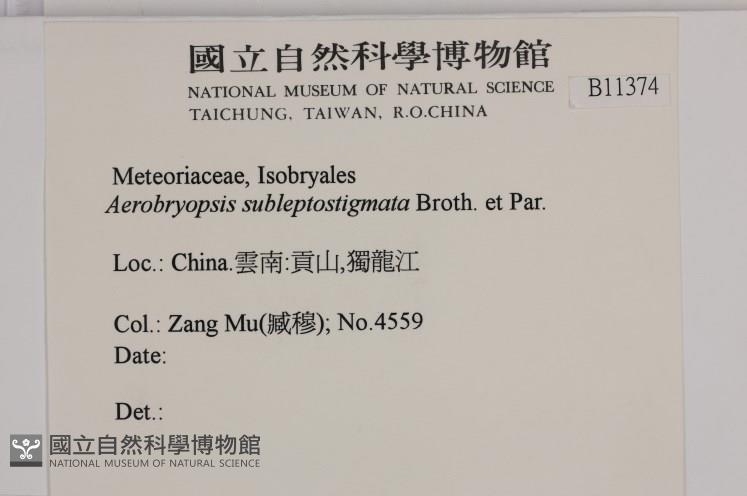 國立自然科學博物館
NATIONAL MUSEUM OF NATURAL SCIENCE
TAICHUNG, TAIWAN, R.O.CHINA
B11374
Meteoriaceae, Isobryales
Aerobryopsis subleptostigmata Broth. et Par.
Loc.: China.雲南:貢山,獨龍江
Col.: Zang Mu(臧穆); No.4559
Date:
Det.:
國立自然科學博物館
NATIONAL MUSEUM OF NATURAL SCIENCE